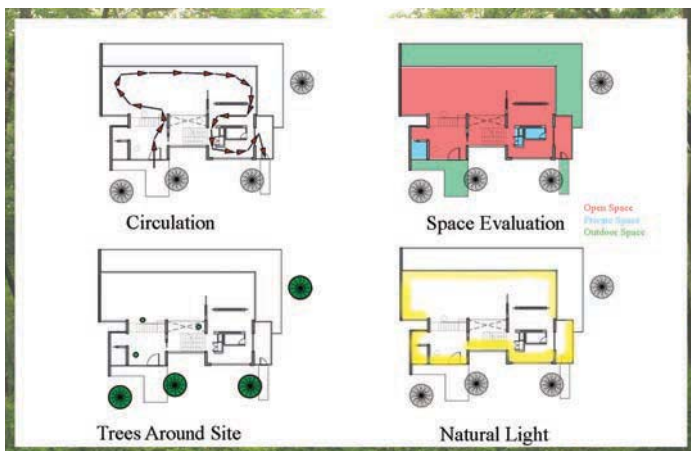 Circulation
Space Evaluation
Open Space
Private Space
Outdoor Space
Trees Around Site
Natural Light